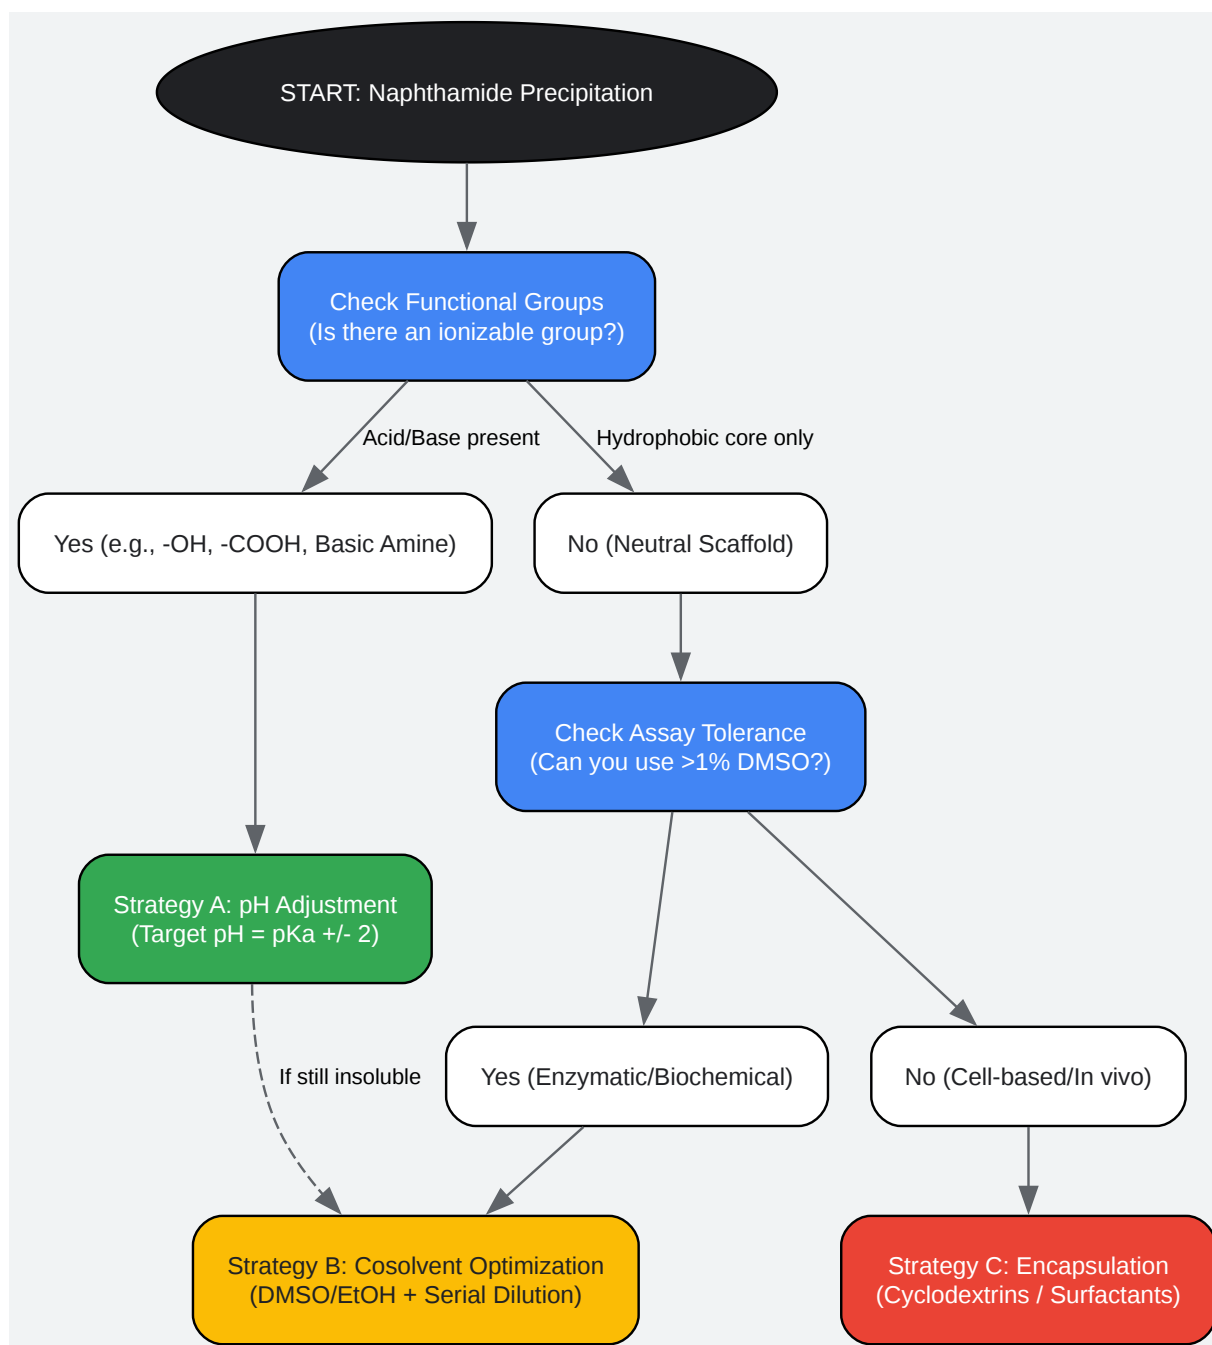 START: Naphthamide Precipitation
Check Functional Groups
(Is there an ionizable group?)
Acid/Base present
Hydrophobic core only
Yes (e.g., -OH, -COOH, Basic Amine)
No (Neutral Scaffold)
Check Assay Tolerance
(Can you use >1% DMSO?)
Strategy A: pH Adjustment
(Target pH = pKa +/- 2)
If still insoluble
Yes (Enzymatic/Biochemical)
No (Cell-based/In vivo)
Strategy B: Cosolvent Optimization
(DMSO/EtOH + Serial Dilution)
Strategy C: Encapsulation
(Cyclodextrins / Surfactants)